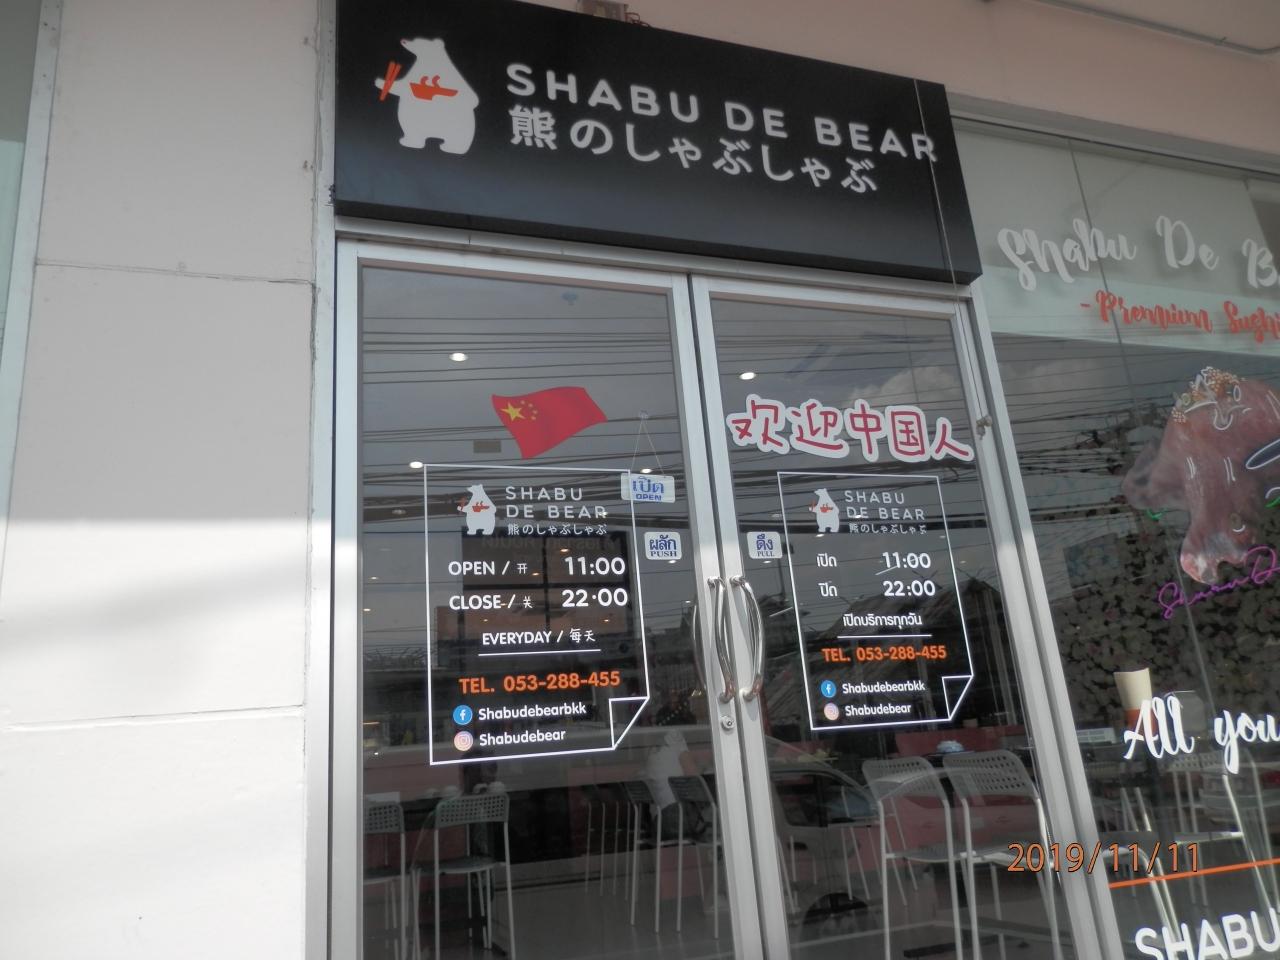 SHABU DE BEAR
熊のしゃぶしゃぶ
Shabu De B
-Premium Sushi
欢迎中国人
SHABU
DE BEAR
熊のしゃぶしゃぶ
OPEN / 开 11:00
CLOSE / 关 22:00
EVERYDAY / 每天
TEL. 053-288-455
Shabudebearbkk
Shabudebear
เปิด
OPEN
ผลัก
PUSH
ดึง
PULL
SHABU
DE BEAR
熊のしゃぶしゃぶ
เปิด 11:00
ปิด 22:00
เปิดบริการทุกวัน
TEL. 053-288-455
Shabudebearbkk
Shabudebear
All you
SHABU
2019/11/11